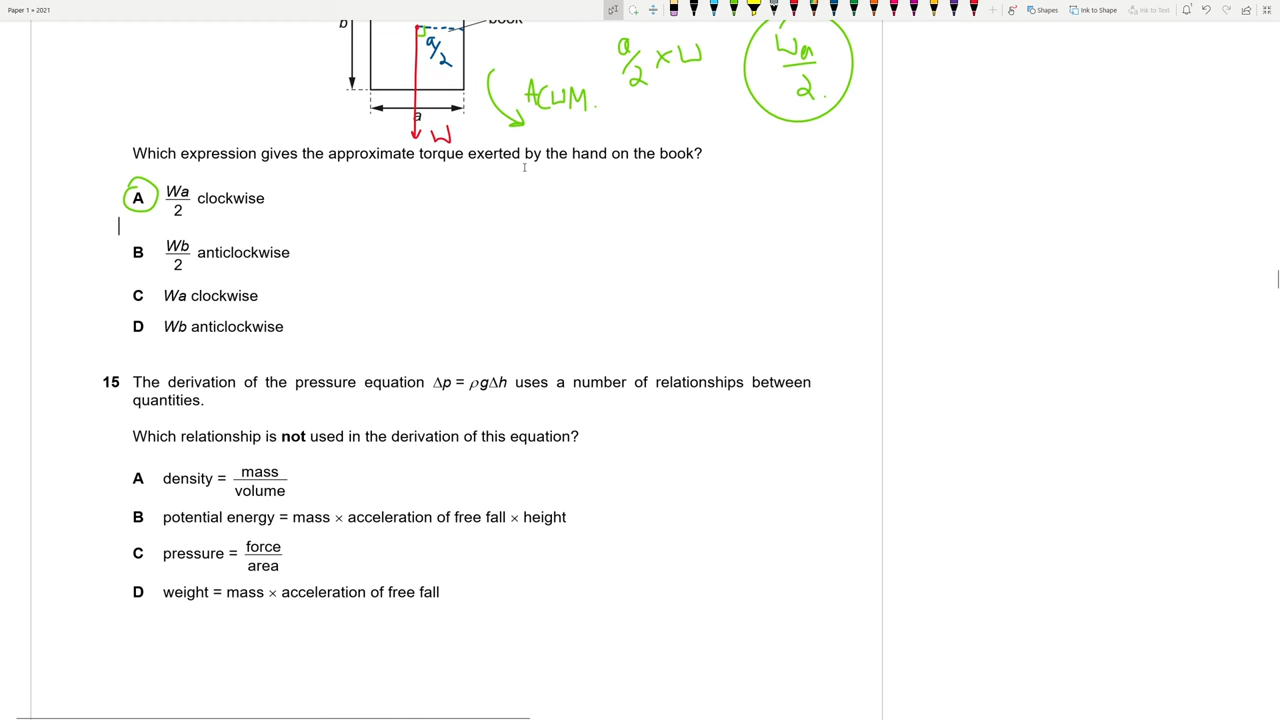 Paper 1 • 2021
Shapes
Ink to Shape
Ink to Text
b
book
a/2
a/2 × W
Wa/2
ACWM.
a
W
Which expression gives the approximate torque exerted by the hand on the book?
A Wa/2 clockwise
B Wb/2 anticlockwise
C Wa clockwise
D Wb anticlockwise
15 The derivation of the pressure equation Δp = ρgΔh uses a number of relationships between
quantities.
Which relationship is not used in the derivation of this equation?
A density = mass/volume
B potential energy = mass × acceleration of free fall × height
C pressure = force/area
D weight = mass × acceleration of free fall